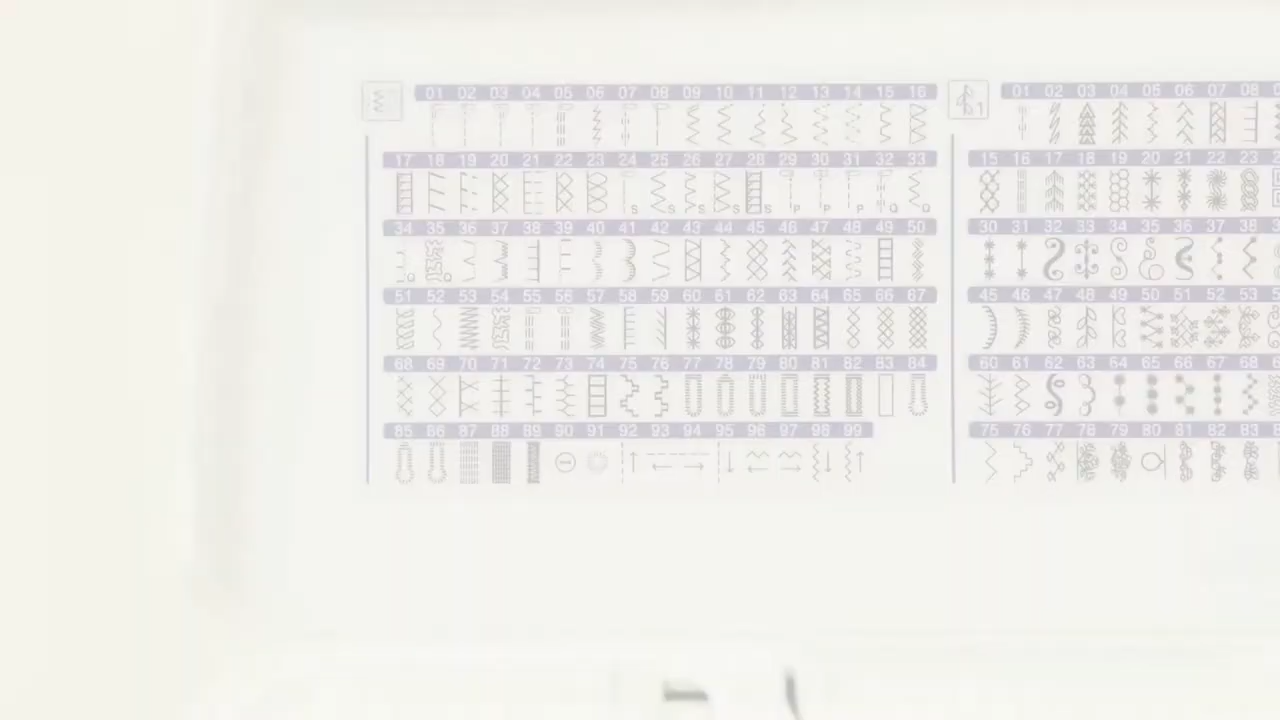 01 02 03 04 05 06 07 08 09 10 11 12 13 14 15 16
17 18 19 20 21 22 23 24 25 26 27 28 29 30 31 32 33
S S S S S P P P Q Q
34 35 36 37 38 39 40 41 42 43 44 45 46 47 48 49 50
51 52 53 54 55 56 57 58 59 60 61 62 63 64 65 66 67
68 69 70 71 72 73 74 75 76 77 78 79 80 81 82 83 84
85 86 87 88 89 90 91 92 93 94 95 96 97 98 99
1
01 02 03 04 05 06 07 08
15 16 17 18 19 20 21 22 23
30 31 32 33 34 35 36 37 38
45 46 47 48 49 50 51 52 53
60 61 62 63 64 65 66 67 68
75 76 77 78 79 80 81 82 83